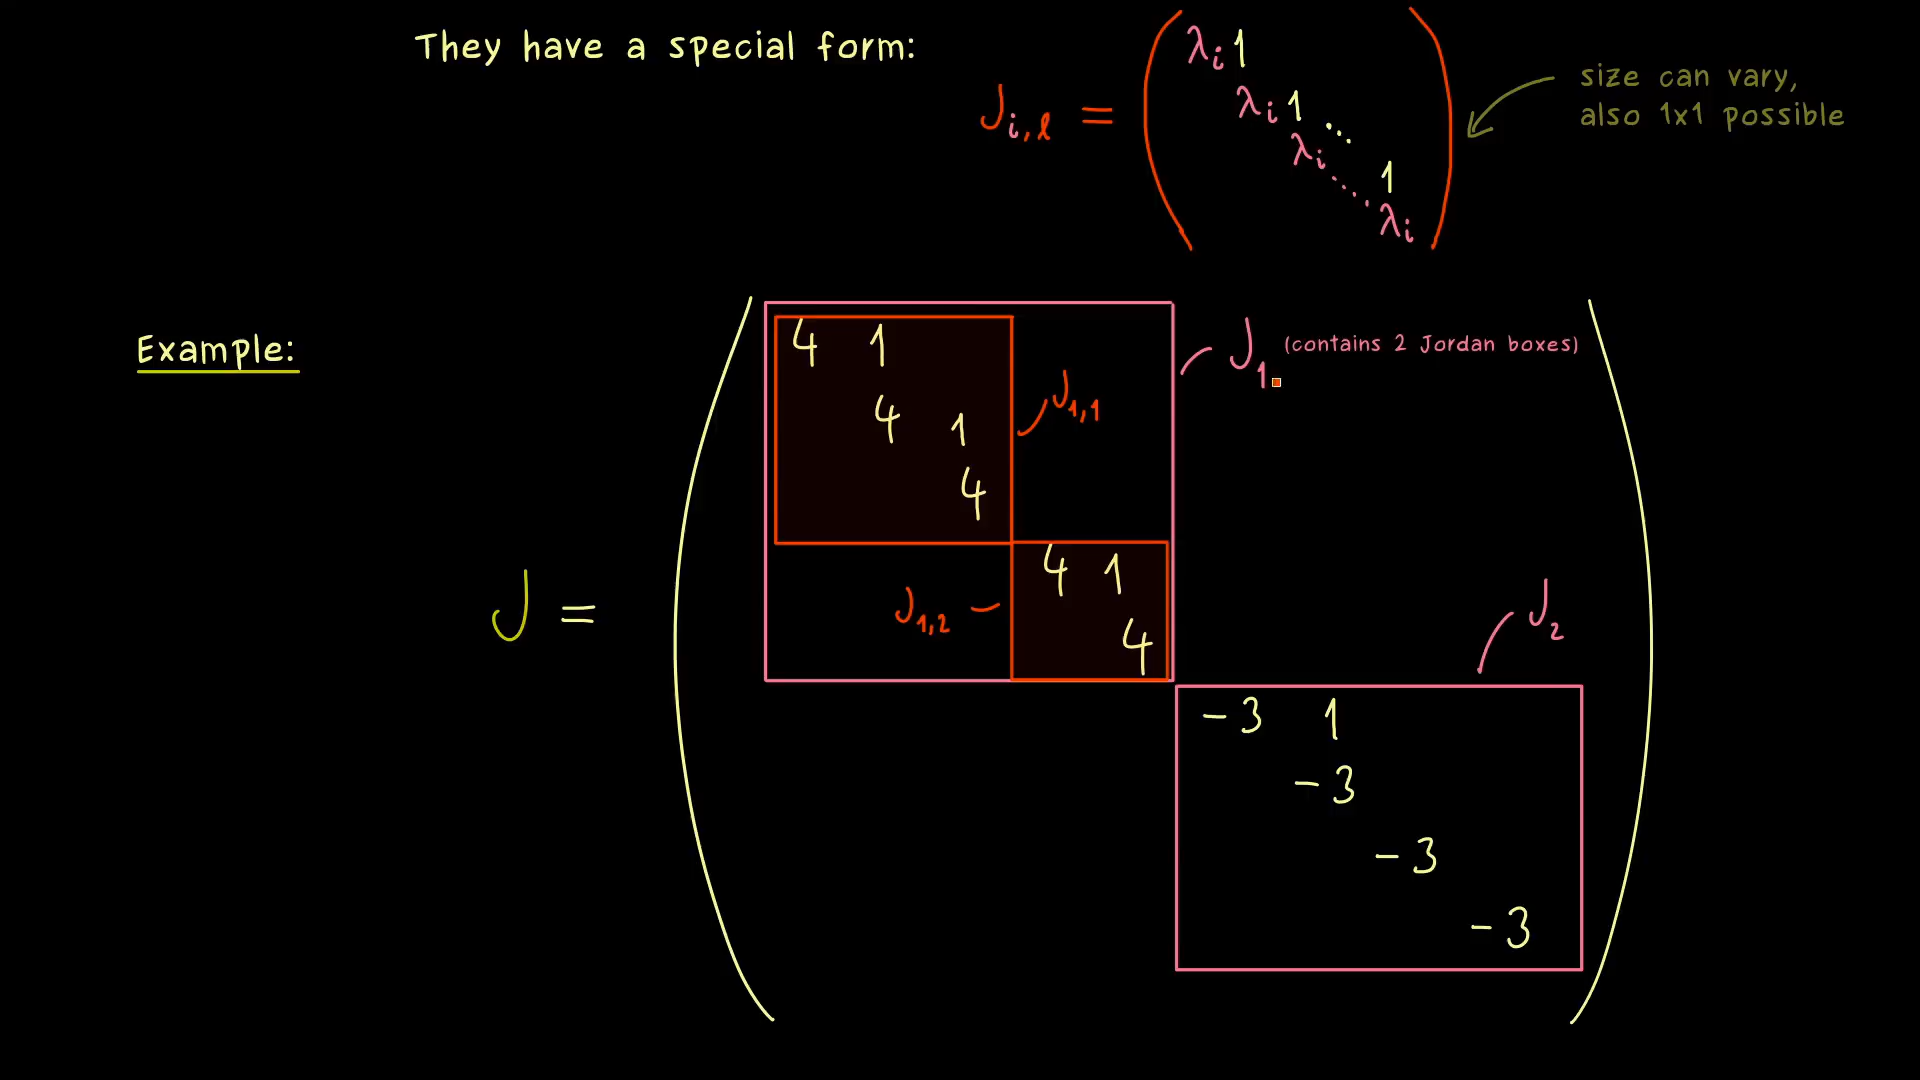 They have a special form:
J_{i,l} = ( λ_i 1
λ_i 1 ⋱
λ_i ⋱ 1
λ_i )
size can vary,
also 1x1 possible
Example:
J =
4 1
4 1
4
J_{1,1}
J_1 (contains 2 Jordan boxes)
J_{1,2}
4 1
4
J_2
-3 1
-3
-3
-3